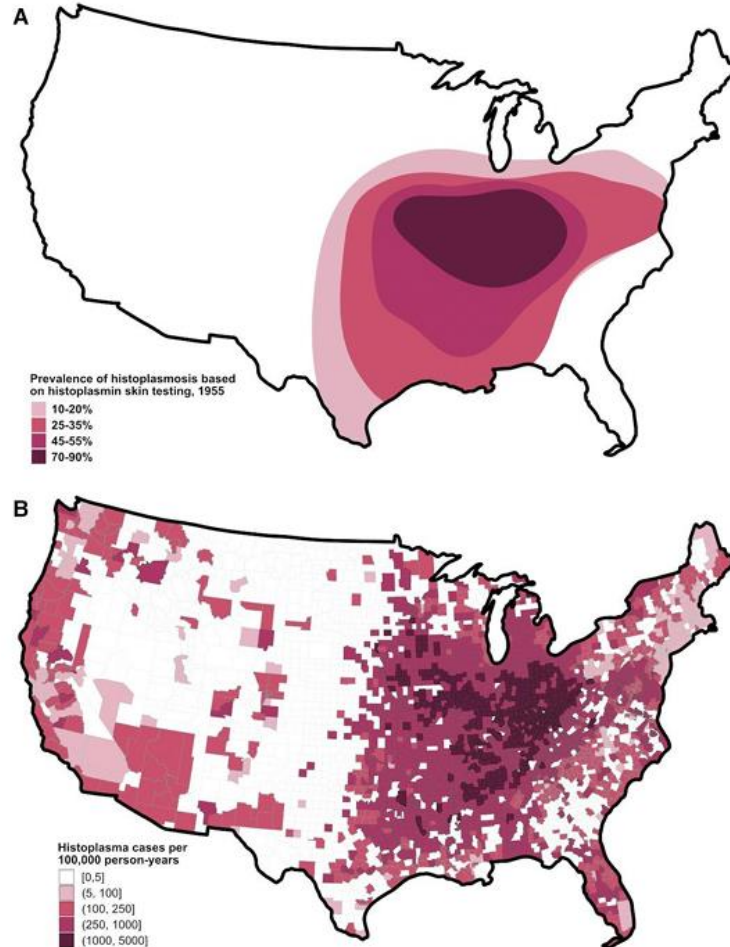 A
Prevalence of histoplasmosis based
on histoplasmin skin testing, 1955
10-20%
25-35%
45-55%
70-90%
B
Histoplasma cases per
100,000 person-years
[0,5]
(5, 100]
(100, 250]
(250, 1000]
(1000, 5000]